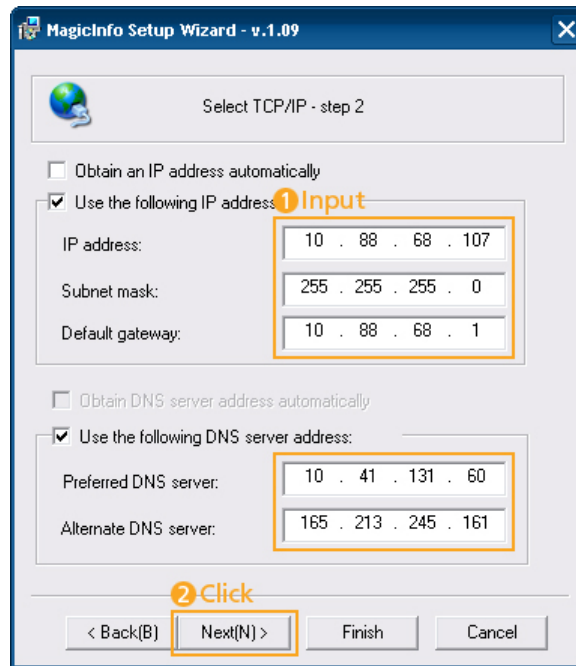 MagicInfo Setup Wizard - v.1.09
Select TCP/IP - step 2
Obtain an IP address automatically
Use the following IP address
1 Input
IP address: 10 . 88 . 68 . 107
Subnet mask: 255 . 255 . 255 . 0
Default gateway: 10 . 88 . 68 . 1
Obtain DNS server address automatically
Use the following DNS server address:
Preferred DNS server: 10 . 41 . 131 . 60
Alternate DNS server: 165 . 213 . 245 . 161
2 Click
< Back(B) Next(N) > Finish Cancel